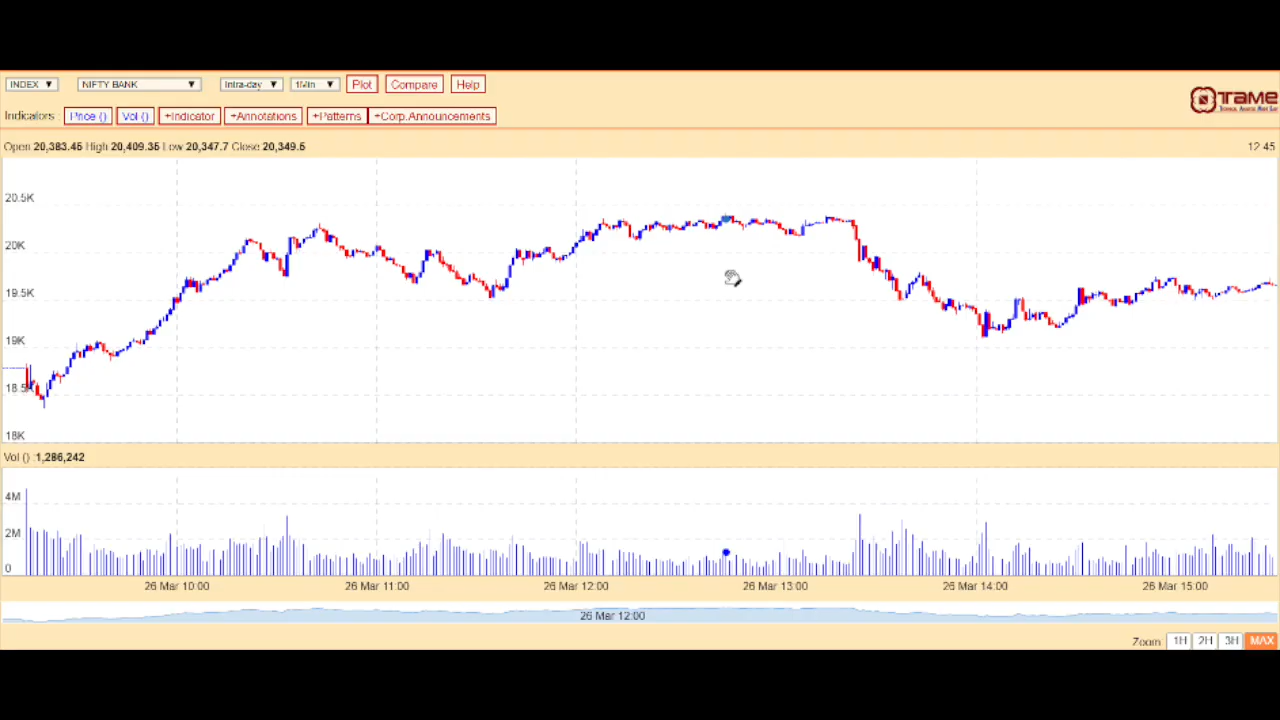 INDEX ▼ NIFTY BANK ▼ Intra-day ▼ 1Min ▼ Plot Compare Help
TAME
Indicators : Price () Vol () +Indicator +Annotations +Patterns +Corp.Announcements
Open 20,383.45 High 20,409.35 Low 20,347.7 Close 20,349.5 12:45
20.5K
20K
19.5K
19K
18.5K
18K
Vol () :1,286,242
4M
2M
0
26 Mar 10:00 26 Mar 11:00 26 Mar 12:00 26 Mar 13:00 26 Mar 14:00 26 Mar 15:00
26 Mar 12:00
Zoom: 1H 2H 3H MAX